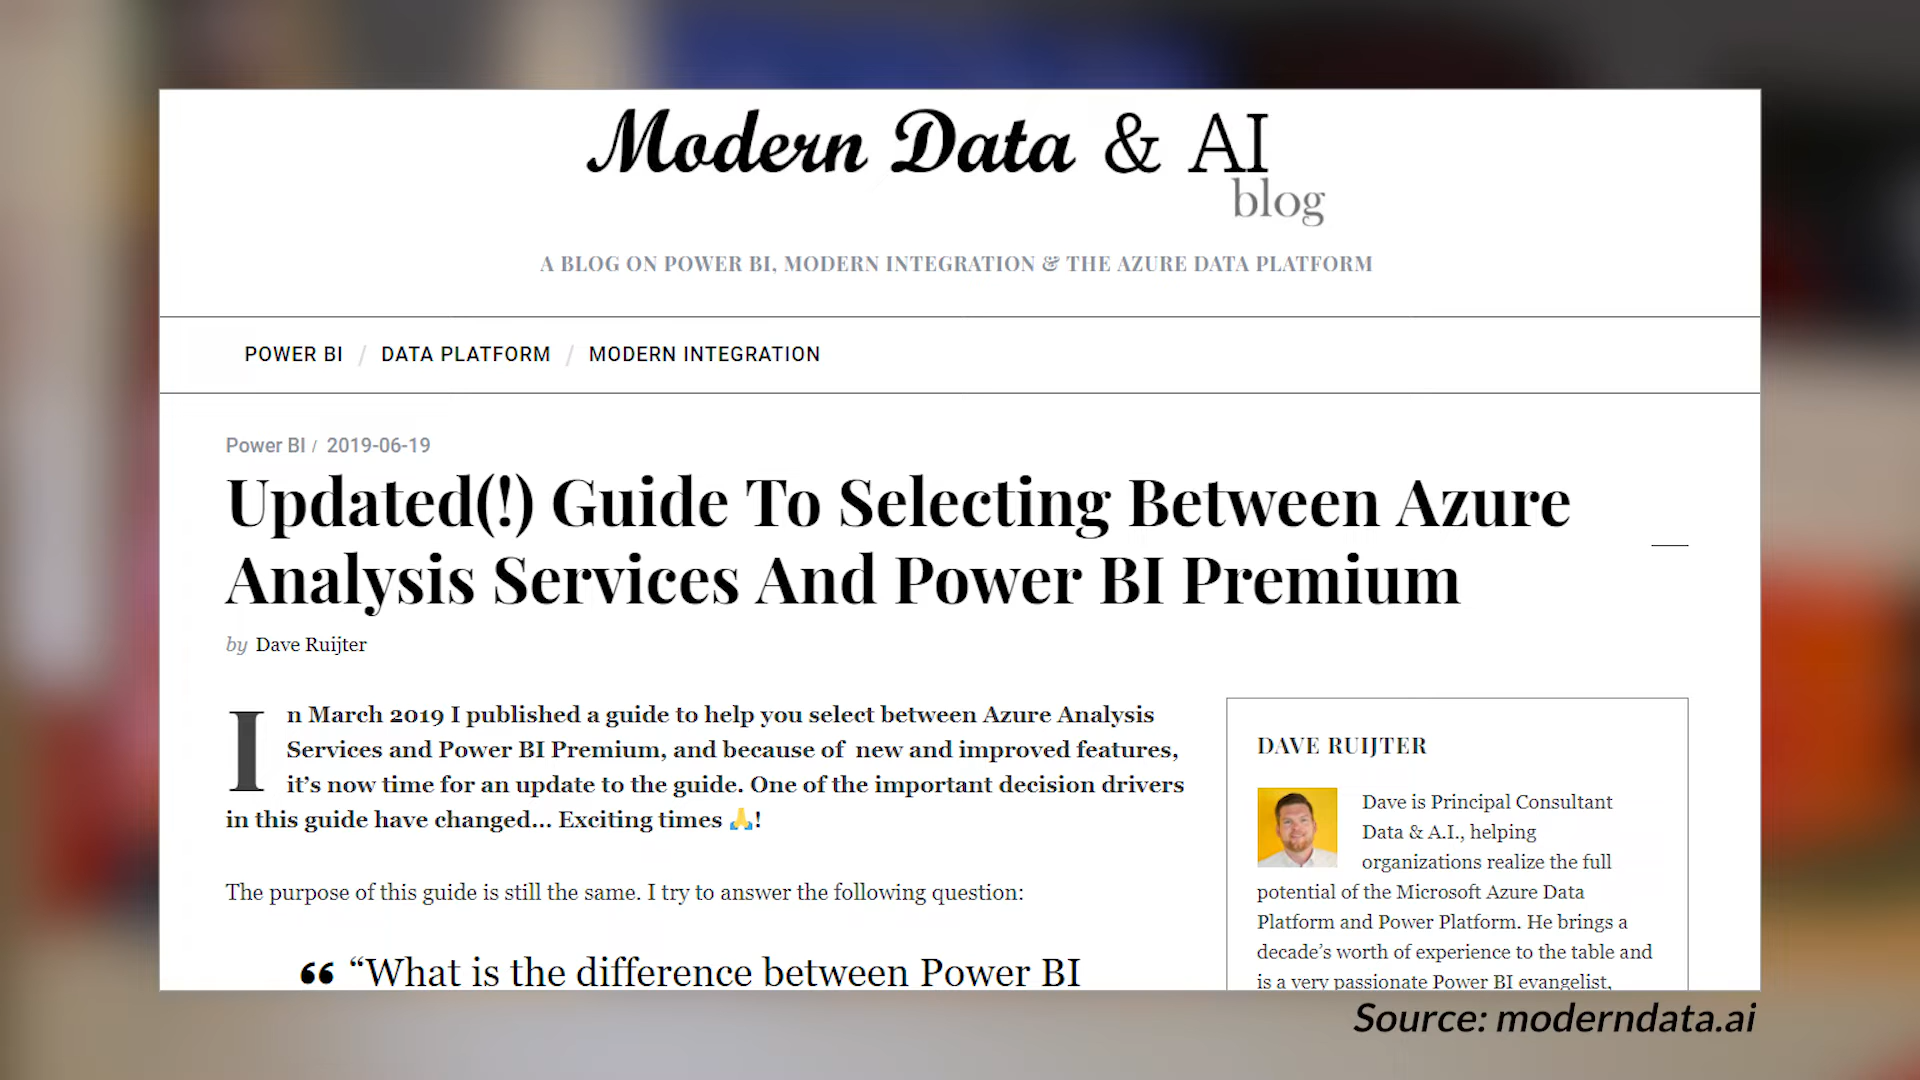 Modern Data & AI
blog
A BLOG ON POWER BI, MODERN INTEGRATION & THE AZURE DATA PLATFORM
POWER BI / DATA PLATFORM / MODERN INTEGRATION
Power BI / 2019-06-19
Updated(!) Guide To Selecting Between Azure
Analysis Services And Power BI Premium
by Dave Ruijter
In March 2019 I published a guide to help you select between Azure Analysis
Services and Power BI Premium, and because of new and improved features,
it's now time for an update to the guide. One of the important decision drivers
in this guide have changed... Exciting times 🙏!
The purpose of this guide is still the same. I try to answer the following question:
“ “What is the difference between Power BI
DAVE RUIJTER
Dave is Principal Consultant
Data & A.I., helping
organizations realize the full
potential of the Microsoft Azure Data
Platform and Power Platform. He brings a
decade's worth of experience to the table and
is a very passionate Power BI evangelist,
Source: moderndata.ai